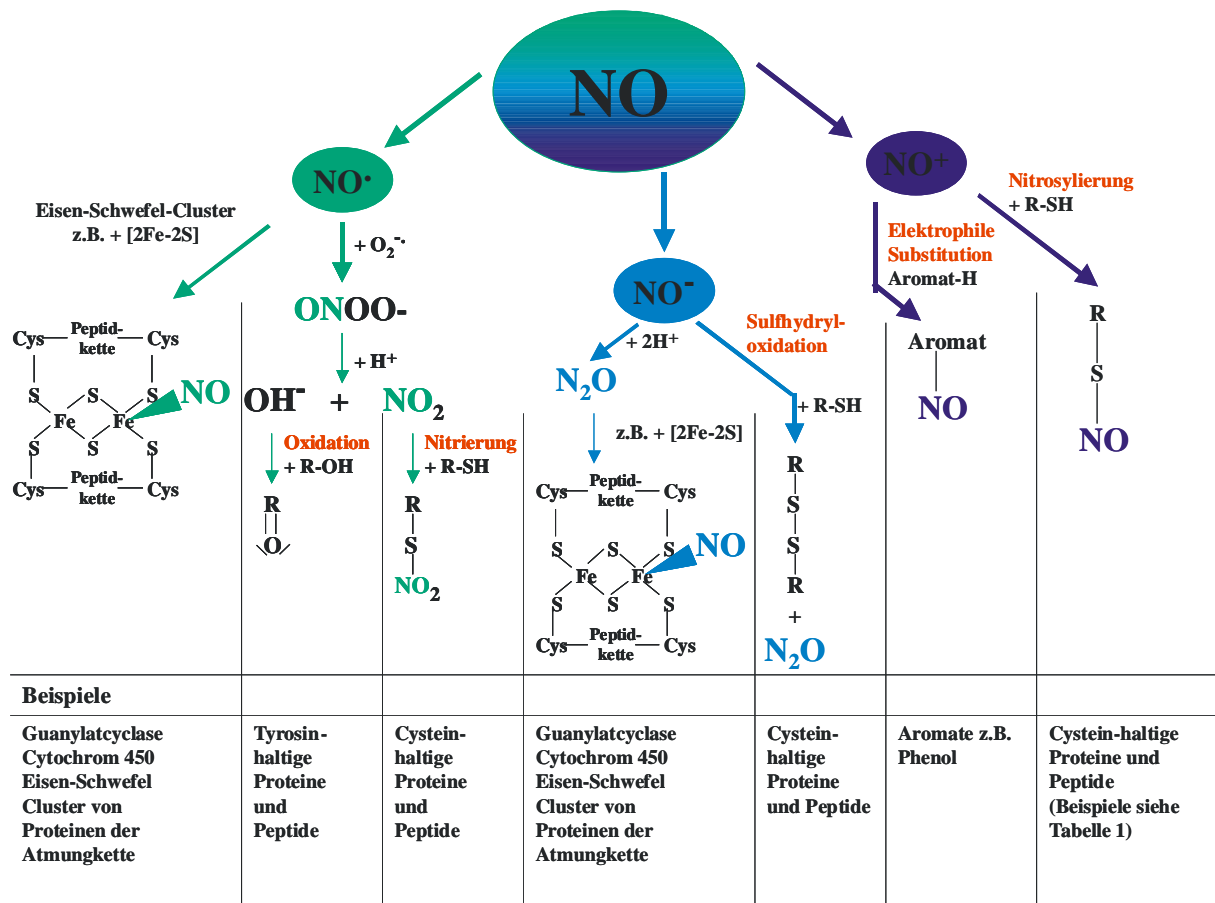 NO
NO•
NO+
NO-
Eisen-Schwefel-Cluster
z.B. + [2Fe-2S]
+ O2-•
Nitrosylierung
+ R-SH
Elektrophile
Substitution
Aromat-H
ONOO-
+ H+
Sulfhydryl-
oxidation
+ 2H+
N2O
+ R-SH
z.B. + [2Fe-2S]
Cys Peptid- Cys
kette
S S S
NO
Fe Fe
S S S
Cys Peptid- Cys
kette
OH- + NO2
Oxidation
+ R-OH
Nitrierung
+ R-SH
R
O
R
S
NO2
Cys Peptid- Cys
kette
S S S
NO
Fe Fe
S S S
Cys Peptid- Cys
kette
R
S
S
R
+
N2O
Aromat
NO
R
S
NO
Beispiele
Guanylatcyclase
Cytochrom 450
Eisen-Schwefel
Cluster von
Proteinen der
Atmungkette
Tyrosin-
haltige
Proteine
und
Peptide
Cystein-
haltige
Proteine
und
Peptide
Guanylatcyclase
Cytochrom 450
Eisen-Schwefel
Cluster von
Proteinen der
Atmungkette
Cystein-
haltige
Proteine
und Peptide
Aromate z.B.
Phenol
Cystein-haltige
Proteine und
Peptide
(Beispiele siehe
Tabelle 1)